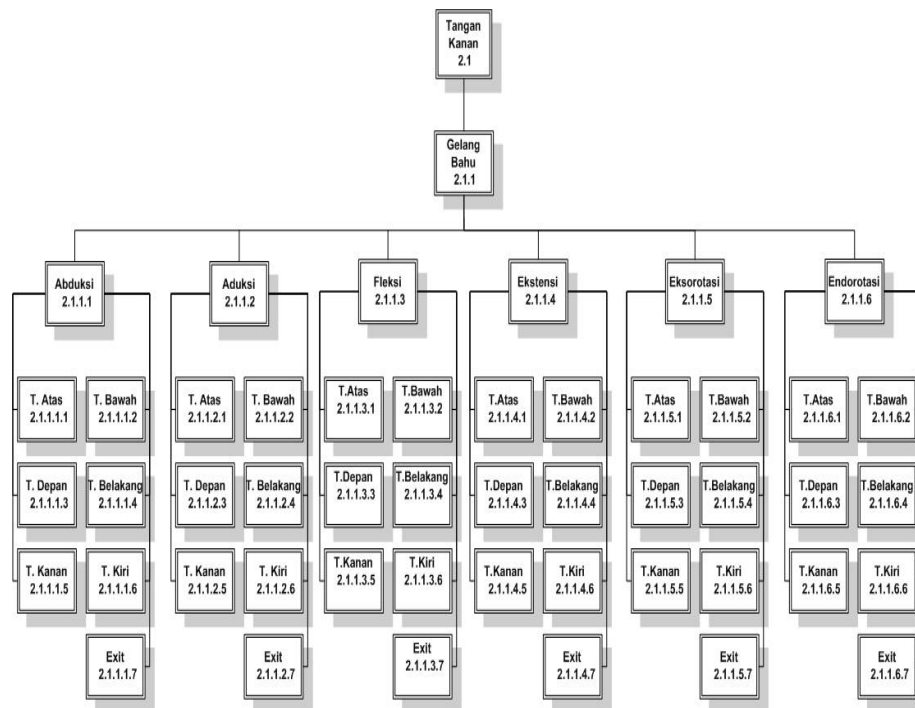 Tangan
Kanan
2.1
Gelang
Bahu
2.1.1
Abduksi
2.1.1.1
Aduksi
2.1.1.2
Fleksi
2.1.1.3
Ekstensi
2.1.1.4
Eksorotasi
2.1.1.5
Endorotasi
2.1.1.6
T. Atas
2.1.1.1.1
T. Bawah
2.1.1.1.2
T. Atas
2.1.1.2.1
T. Bawah
2.1.1.2.2
T.Atas
2.1.1.3.1
T.Bawah
2.1.1.3.2
T.Atas
2.1.1.4.1
T.Bawah
2.1.1.4.2
T.Atas
2.1.1.5.1
T.Bawah
2.1.1.5.2
T.Atas
2.1.1.6.1
T.Bawah
2.1.1.6.2
T. Depan
2.1.1.1.3
T. Belakang
2.1.1.1.4
T. Depan
2.1.1.2.3
T. Belakang
2.1.1.2.4
T.Depan
2.1.1.3.3
T.Belakang
2.1.1.3.4
T.Depan
2.1.1.4.3
T.Belakang
2.1.1.4.4
T.Depan
2.1.1.5.3
T.Belakang
2.1.1.5.4
T.Depan
2.1.1.6.3
T.Belakang
2.1.1.6.4
T. Kanan
2.1.1.1.5
T. Kiri
2.1.1.1.6
T. Kanan
2.1.1.2.5
T. Kiri
2.1.1.2.6
T.Kanan
2.1.1.3.5
T.Kiri
2.1.1.3.6
T.Kanan
2.1.1.4.5
T.Kiri
2.1.1.4.6
T.Kanan
2.1.1.5.5
T.Kiri
2.1.1.5.6
T.Kanan
2.1.1.6.5
T.Kiri
2.1.1.6.6
Exit
2.1.1.1.7
Exit
2.1.1.2.7
Exit
2.1.1.3.7
Exit
2.1.1.4.7
Exit
2.1.1.5.7
Exit
2.1.1.6.7